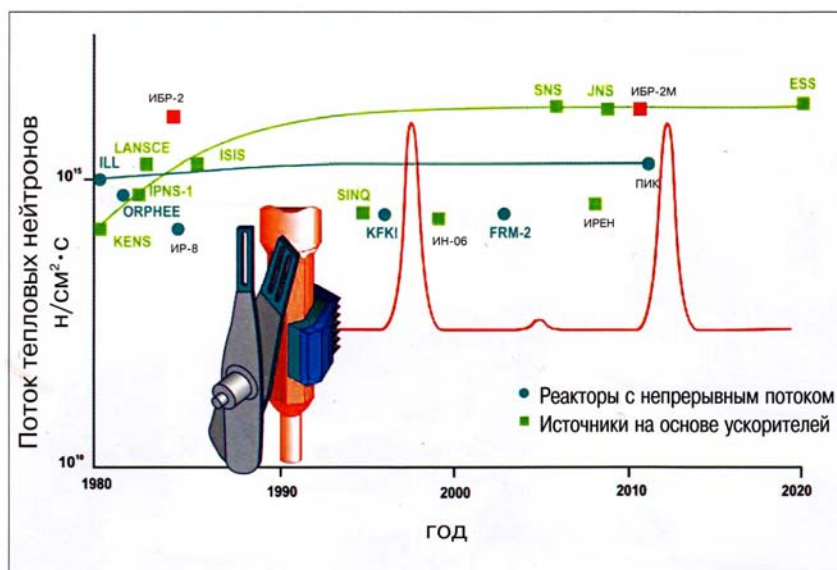 Поток тепловых нейтронов
н/см²·С
10¹⁵
10¹⁰
ИБР-2
SNS
JNS
ИБР-2М
ESS
LANSCE
ISIS
ILL
IPNS-1
ORPHEE
KENS
ИР-8
SINQ
KFKI
ИН-06
FRM-2
ИРЕН
ПИК
Реакторы с непрерывным потоком
Источники на основе ускорителей
1980
1990
2000
2010
2020
год